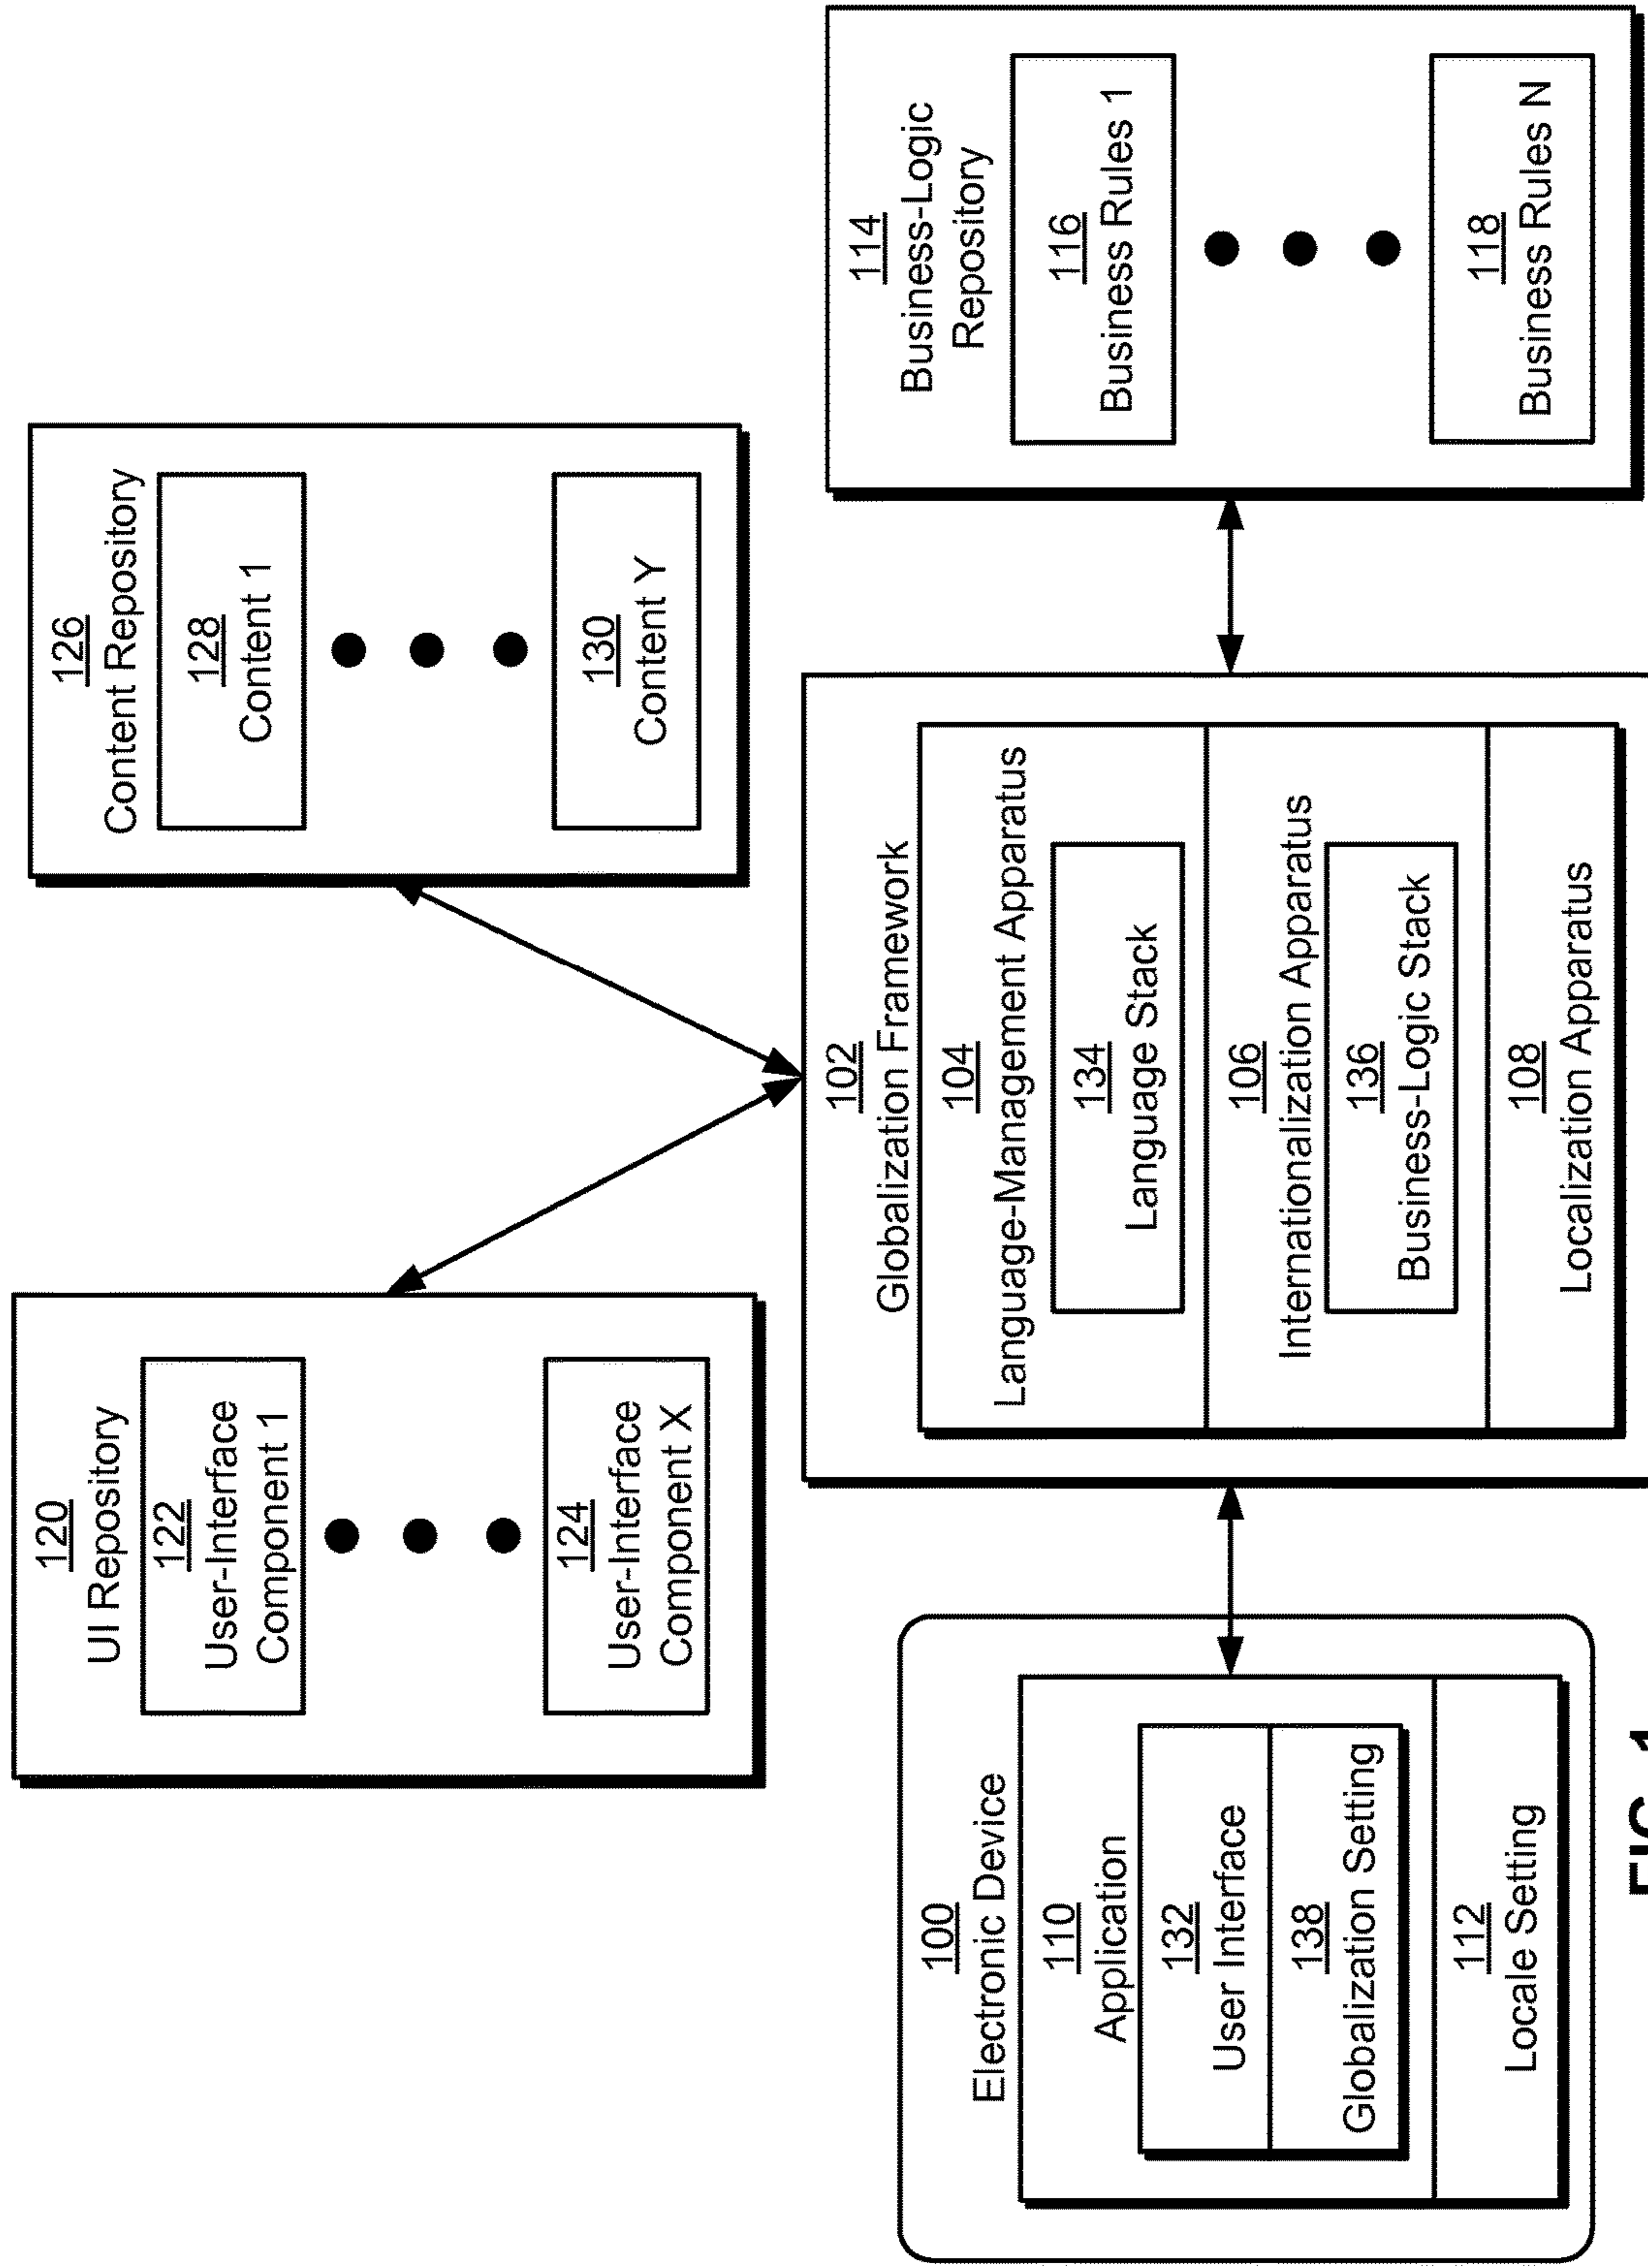 120
UI Repository
122
User-Interface
Component 1
124
User-Interface
Component X
126
Content Repository
128
Content 1
130
Content Y
100
Electronic Device
110
Application
132
User Interface
138
Globalization Setting
112
Locale Setting
102
Globalization Framework
104
Language-Management Apparatus
134
Language Stack
106
Internationalization Apparatus
136
Business-Logic Stack
108
Localization Apparatus
114
Business-Logic
Repository
116
Business Rules 1
118
Business Rules N
FIG. 1